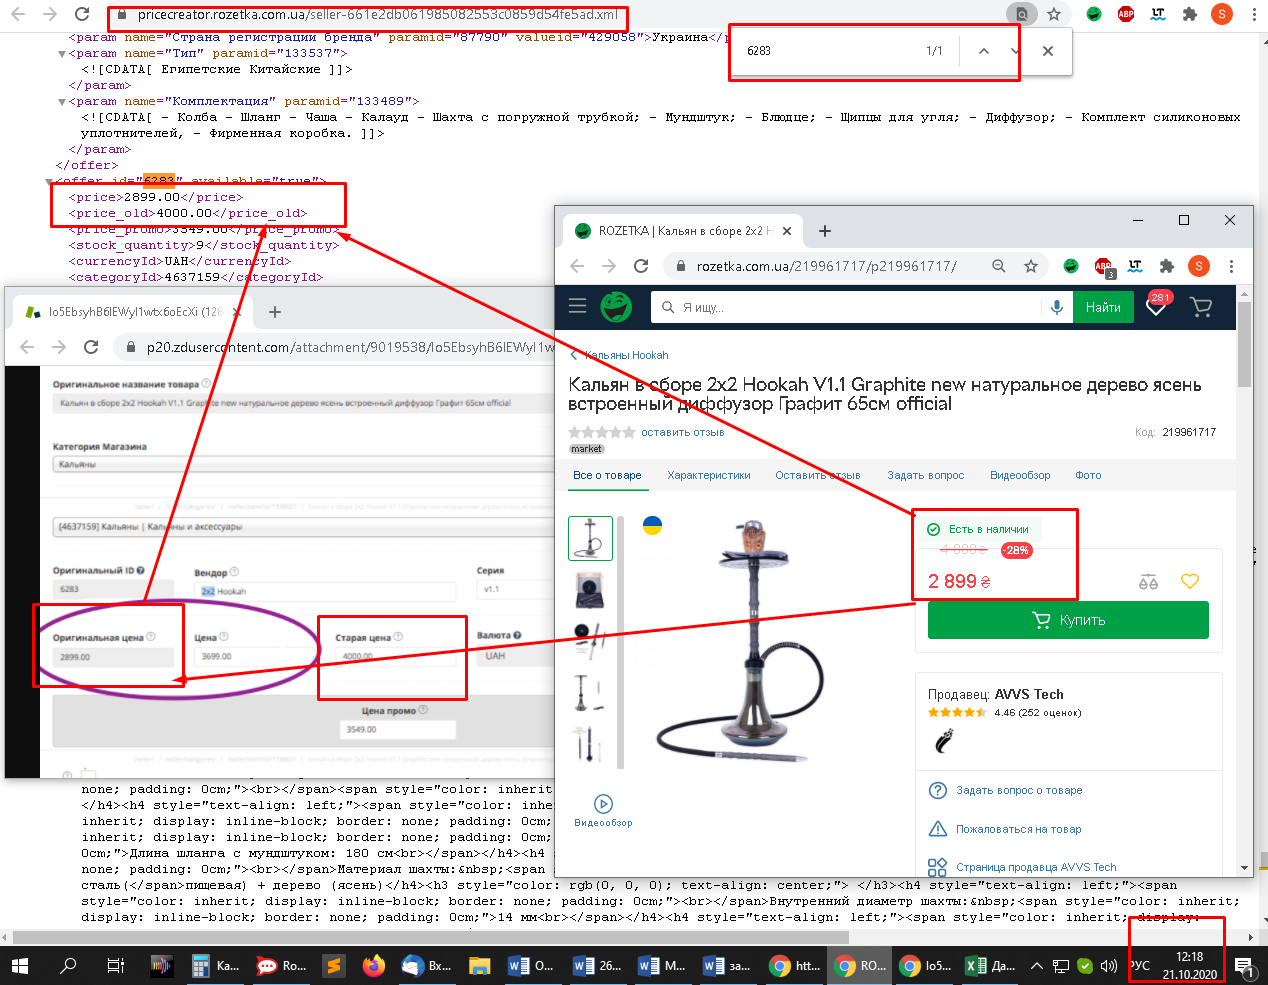 pricecreator.rozetka.com.ua/seller-661e2db061985082553c0859d54fe5ad.xml
6283 1/1
<param name="Страна регистрации бренда" paramid="87790" valueid="429058">Украина</
<param name="Тип" paramid="133537">
<![CDATA[ Египетские Китайские ]]>
</param>
<param name="Комплектация" paramid="133489">
<![CDATA[ - Колба - Шланг - Чаша - Калауд - Шахта с погружной трубкой; - Мундштук; - Блюдце; - Щипцы для угля; - Диффузор; - Комплект силиконовых
уплотнителей, - Фирменная коробка. ]]>
</param>
</offer>
<offer id="6283" available="true">
<price>2899.00</price>
<price_old>4000.00</price_old>
<price_promo>3549.00</price_promo>
<stock_quantity>9</stock_quantity>
<currencyId>UAH</currencyId>
<categoryId>4637159</categoryId>
Io5EbsyhB6lEWyl1wtx6oEcXi (128
p20.zdusercontent.com/attachment/9019538/Io5EbsyhB6lEWyl1w
Оригинальное название товара
Кальян в сборе 2x2 Hookah V1.1 Graphite new натуральное дерево ясень встроенный диффузор Графит 65см official
Категория Магазина
Кальяны
[4637159] Кальяны | Кальяны и аксессуары
Оригинальный ID Вендор Серия
6283 2x2 Hookah v1.1
Оригинальная цена Цена Старая цена Валюта
2899.00 3699.00 4000.00 UAH
Цена промо
3549.00
ROZETKA | Кальян в сборе 2x2 H
rozetka.com.ua/219961717/p219961717/
ABP 3 LT S
Я ищу... Найти 281
Кальяны Hookah
Кальян в сборе 2x2 Hookah V1.1 Graphite new натуральное дерево ясень
встроенный диффузор Графит 65см official
оставить отзыв Код: 219961717
market
Все о товаре Характеристики Оставить отзыв Задать вопрос Видеообзор Фото
Есть в наличии
-28%
2 899 ₴
Купить
Продавец: AVVS Tech
4.46 (252 оценок)
Задать вопрос о товаре
Видеообзор
Пожаловаться на товар
Страница продавца AVVS Tech
none; padding: 0cm;"><br></span><span style="color: inherit
</h4><h4 style="text-align: left;"><span style="color: inhe
inherit; display: inline-block; border: none; padding: 0cm;
inherit; display: inline-block; border: none; padding: 0cm;
0cm;">Длина шланга с мундштуком: 180 см<br></span></h4><h4
none; padding: 0cm;"><br></span>Материал шахты:&nbsp;<span
сталь(</span>пищевая) + дерево (ясень)</h4><h3 style="color: rgb(0, 0, 0); text-align: center;"> </h3><h4 style="text-align: left;"><span
style="color: inherit; display: inline-block; border: none; padding: 0cm;"><br></span>Внутренний диаметр шахты:&nbsp;<span style="color: inherit;
display: inline-block; border: none; padding: 0cm;">14 мм<br></span></h4><h4 style="text-align: left;"><span style="color: inherit; display:
Ка... Ro... Вх... О... 26... М... за... htt... RO... Io5... Да... РУС 12:18
21.10.2020 1